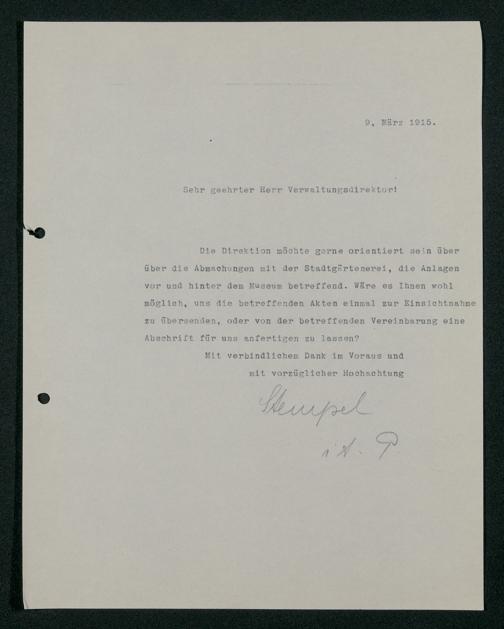 9. März 1915.
Sehr geehrter Herr Verwaltungsdirektor!
Die Direktion möchte gerne orientiert sein über
über die Abmachungen mit der Stadtgärtenerei, die Anlagen
vor und hinter dem Museum betreffend. Wäre es Ihnen wohl
möglich, uns die betreffenden Akten einmal zur Einsichtnahme
zu übersenden, oder von der betreffenden Vereinbarung eine
Abschrift für uns anfertigen zu lassen?
Mit verbindlichem Dank im Voraus und
mit vorzüglicher Hochachtung
Stempel
i A. P.